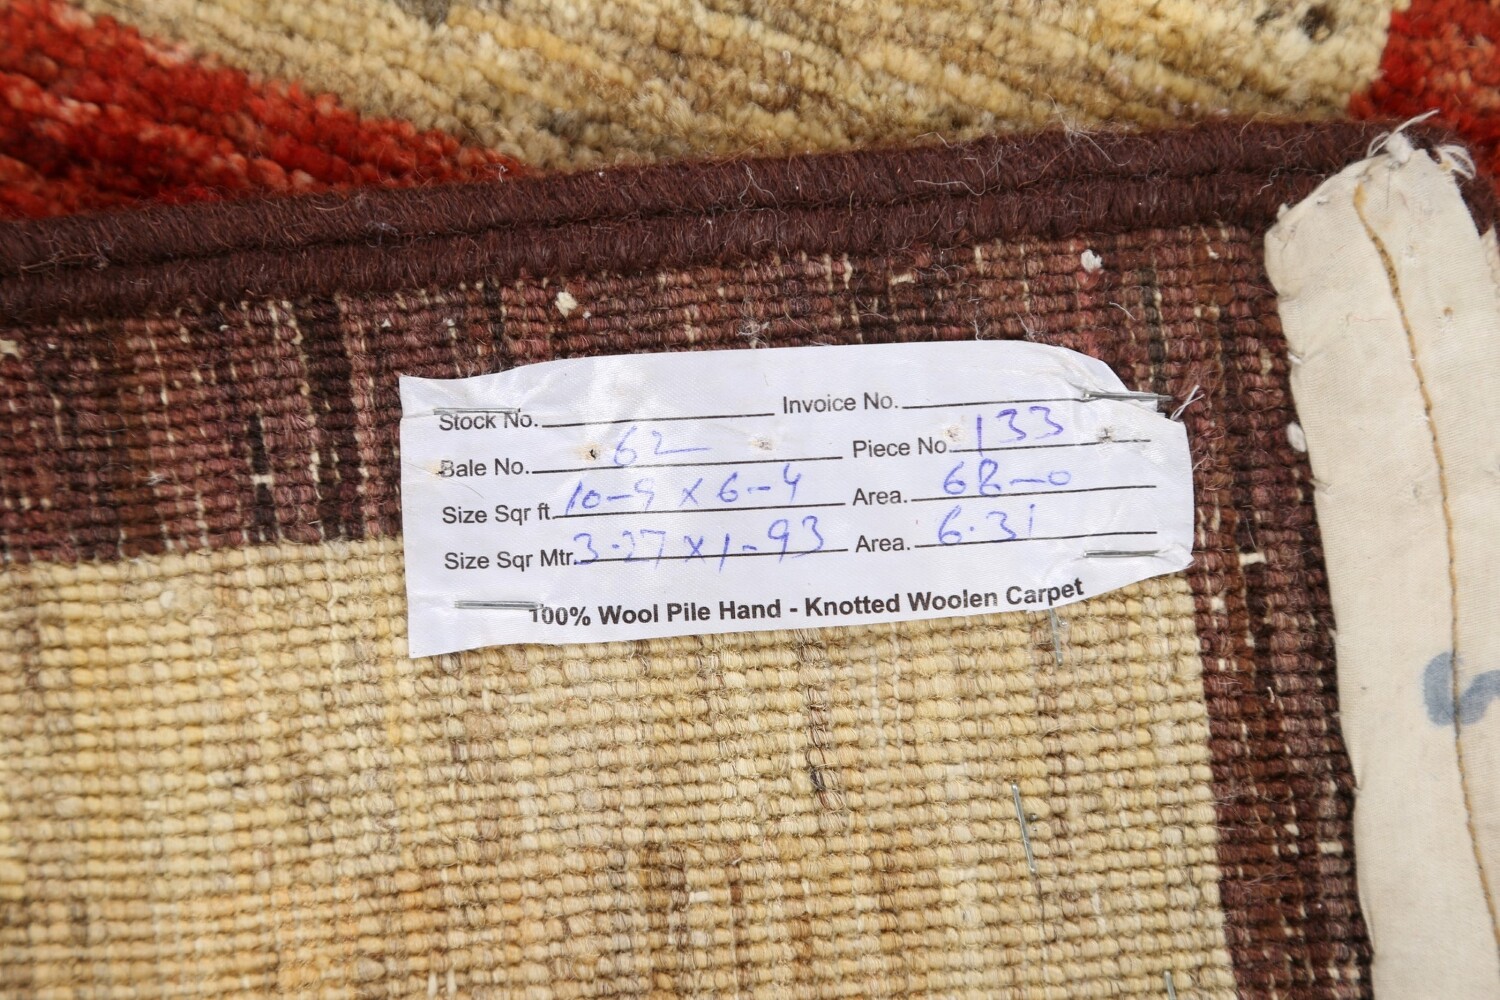 Stock No. Invoice No.
Bale No. 62 Piece No. 133
Size Sqr ft. 10-9 x 6-4 Area. 68-0
Size Sqr Mtr. 3.27 x 1-93 Area. 6.31
100% Wool Pile Hand - Knotted Woolen Carpet